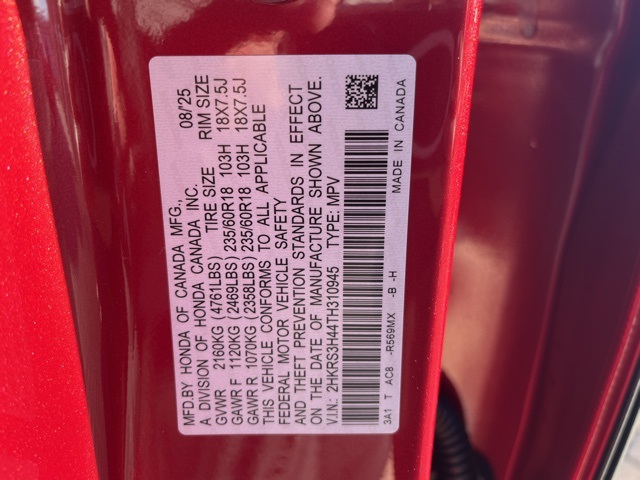 MFD.BY HONDA OF CANADA MFG., 08/'25
A DIVISION OF HONDA CANADA INC.
TIRE SIZE RIM SIZE
GVWR 2160KG (4761LBS)
GAWR F 1120KG (2469LBS) 235/60R18 103H 18X7.5J
GAWR R 1070KG (2358LBS) 235/60R18 103H 18X7.5J
THIS VEHICLE CONFORMS TO ALL APPLICABLE
FEDERAL MOTOR VEHICLE SAFETY
AND THEFT PREVENTION STANDARDS IN EFFECT
ON THE DATE OF MANUFACTURE SHOWN ABOVE.
V.I.N.: 2HKRS3H44TH310945 TYPE: MPV
3A1 T AC8 -R569MX -B -H MADE IN CANADA